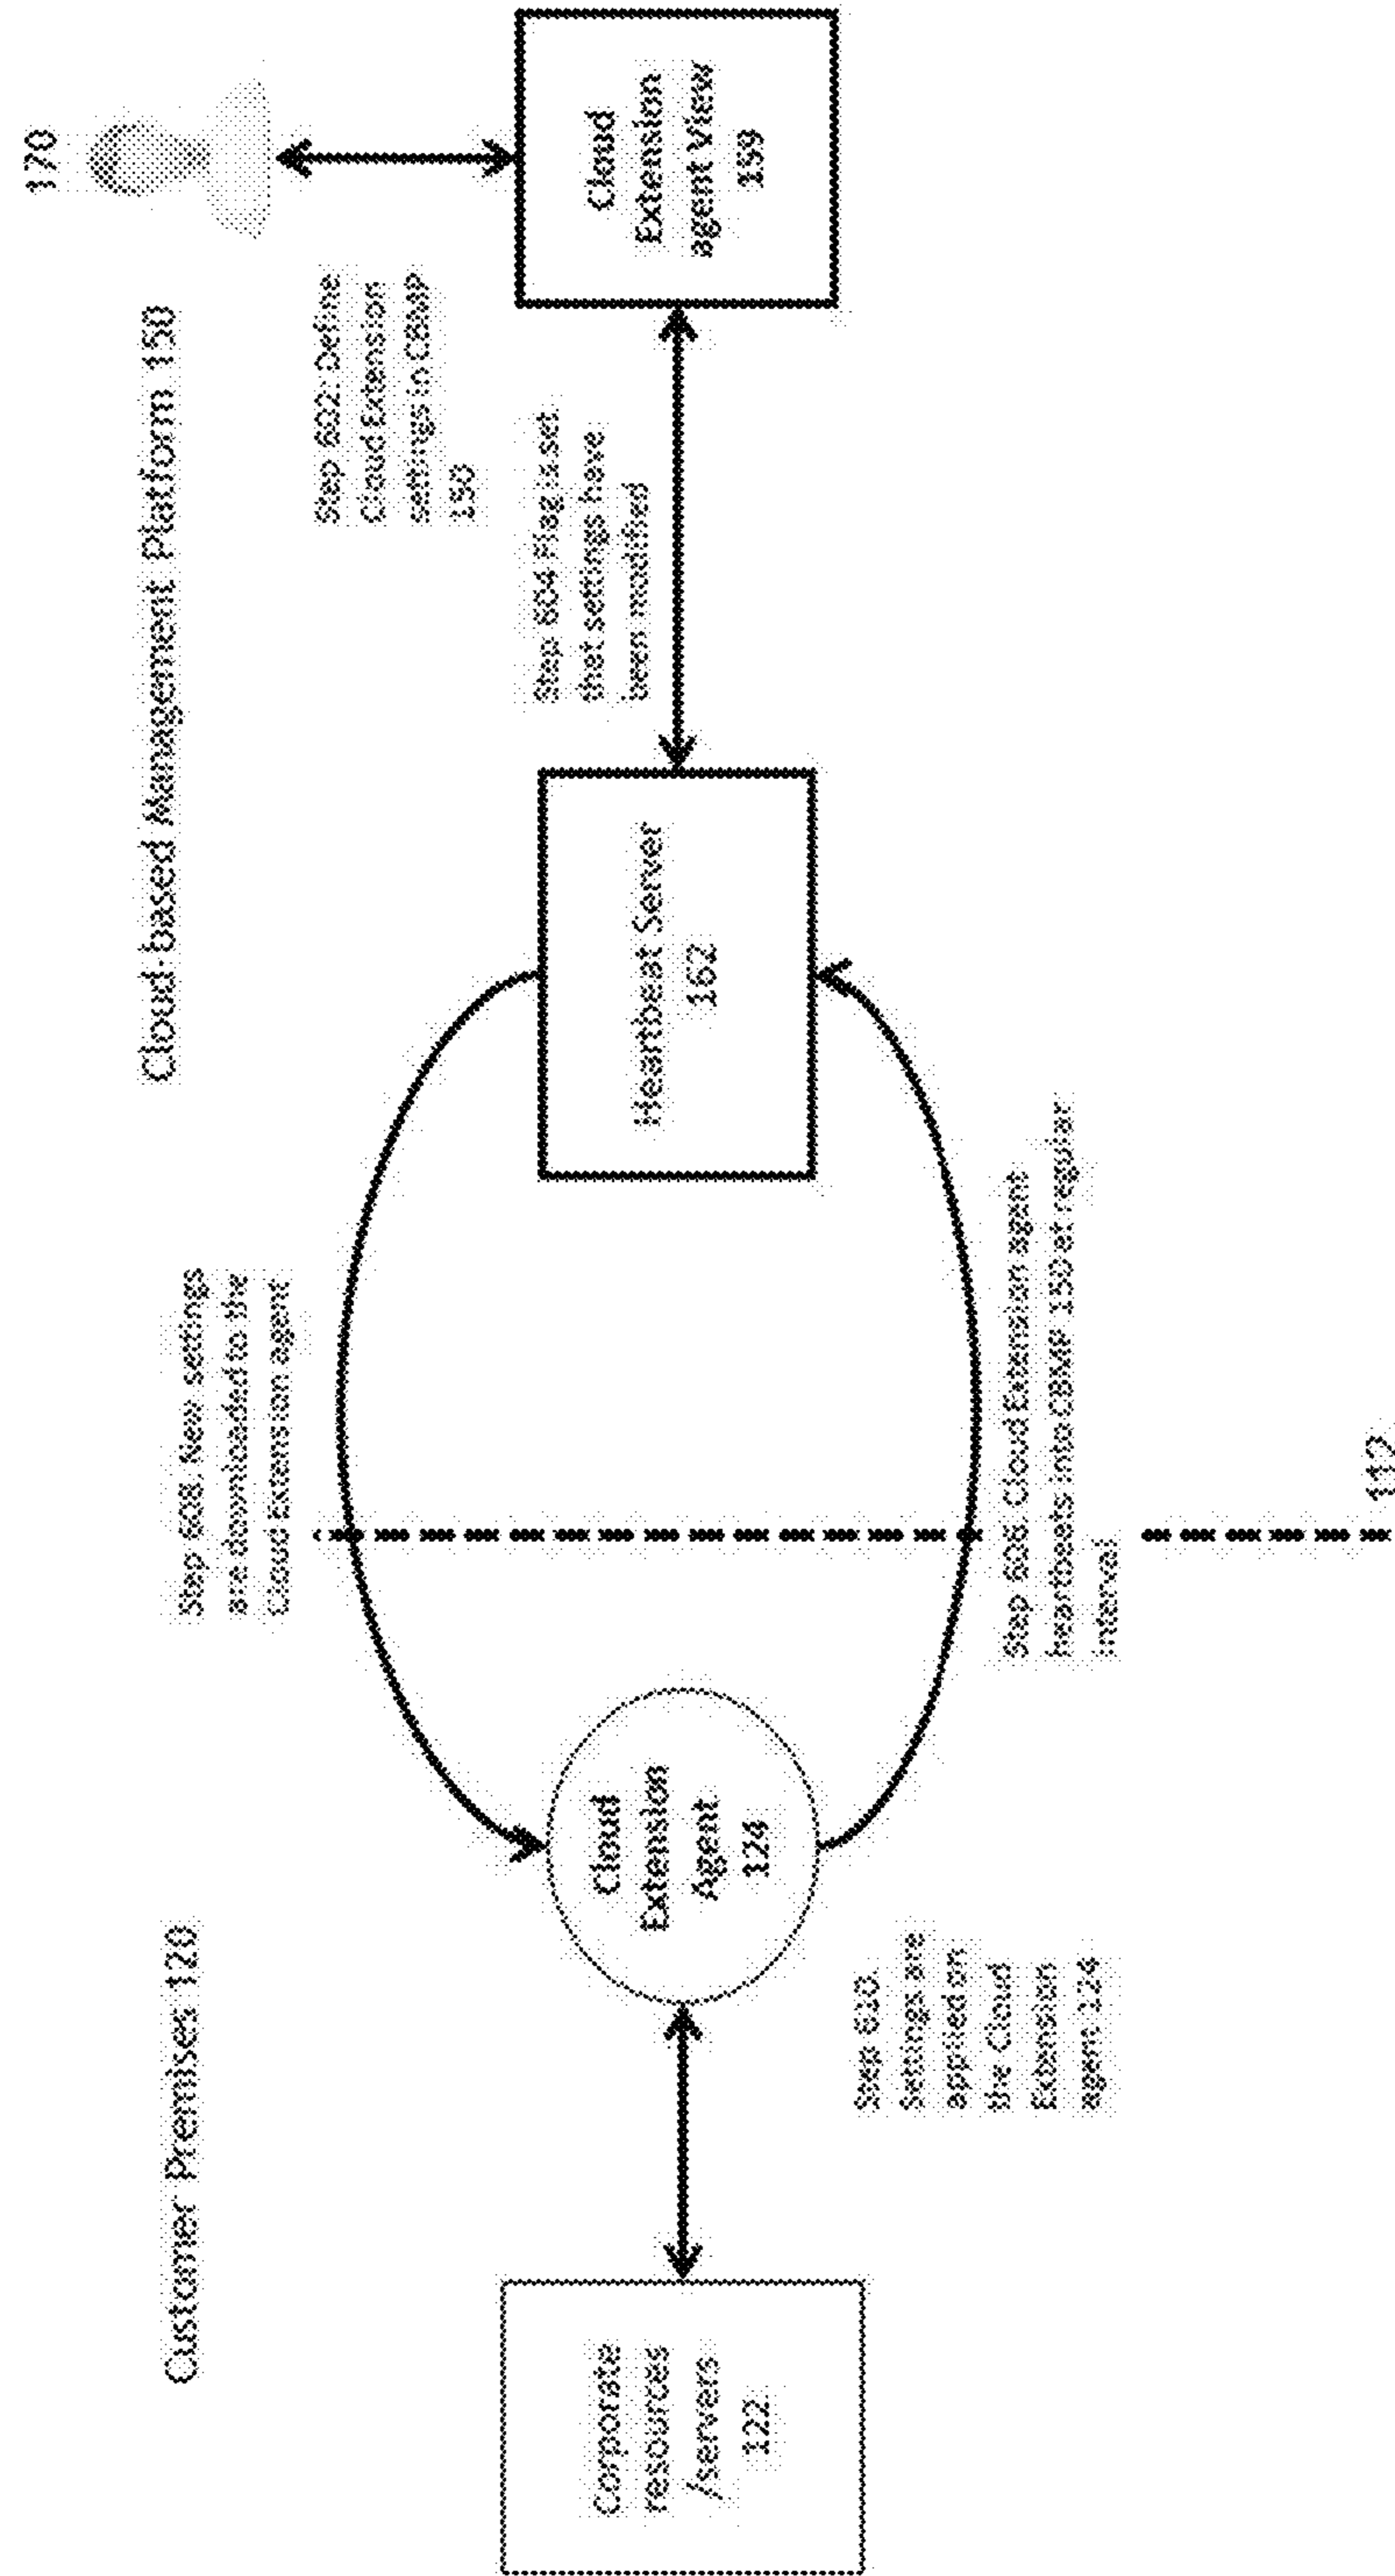 Customer Premises 120
Cloud-based Management Platform 150
170
Step 608. New settings
are downloaded to the
Cloud Extension agent
Step 602: Define
Cloud Extension
settings in CBMP
150
Step 604 Flag is set
that settings have
been modified
Corporate
resources
/servers
122
Cloud
Extension
Agent
124
Heartbeat Server
162
Cloud
Extension
agent View
159
Step 610.
Settings are
applied on
the Cloud
Extension
agent 124
Step 606 Cloud Extension agent
heartbeats into CBMP 150 at regular
interval
112